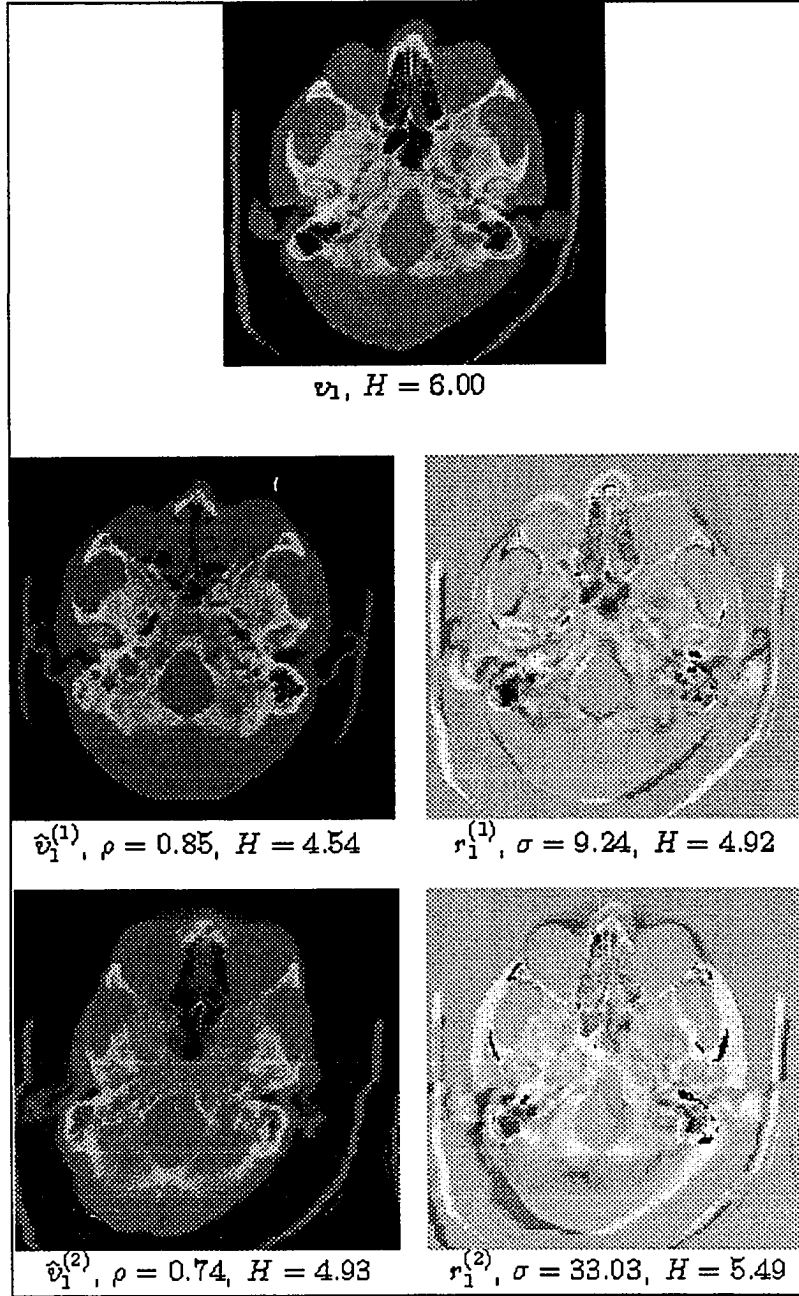 v₁, H = 6.00
v̂₁⁽¹⁾, ρ = 0.85, H = 4.54
r₁⁽¹⁾, σ = 9.24, H = 4.92
v̂₁⁽²⁾, ρ = 0.74, H = 4.93
r₁⁽²⁾, σ = 33.03, H = 5.49